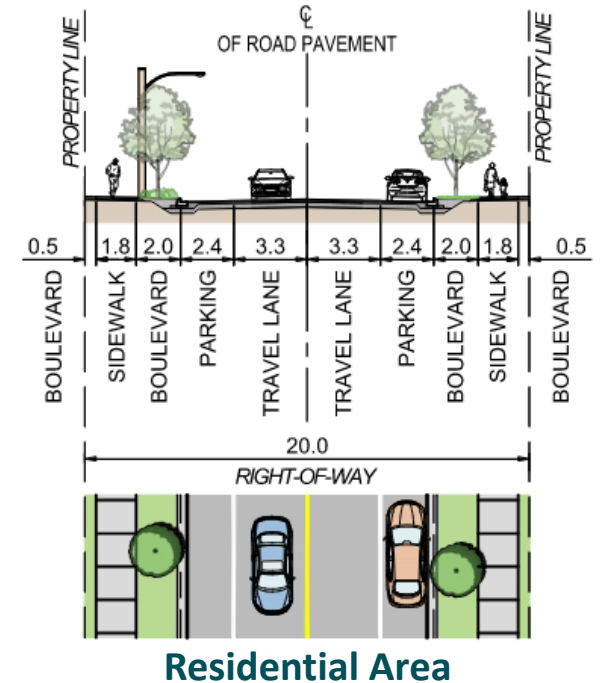 ℄
OF ROAD PAVEMENT
PROPERTY LINE
PROPERTY LINE
0.5 1.8 2.0 2.4 3.3 3.3 2.4 2.0 1.8 0.5
BOULEVARD
SIDEWALK
BOULEVARD
PARKING
TRAVEL LANE
TRAVEL LANE
PARKING
BOULEVARD
SIDEWALK
BOULEVARD
20.0
RIGHT-OF-WAY
Residential Area